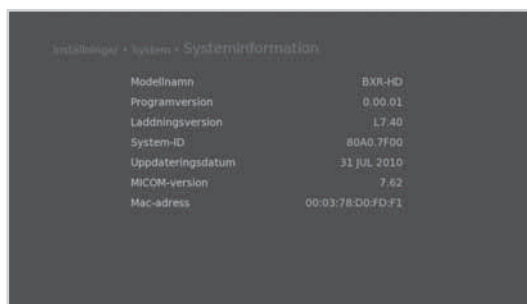 Inställningar • System • Systeminformation
Modellnamn BXR-HD
Programversion 0.00.01
Laddningsversion L7.40
System-ID 80A0.7F00
Uppdateringsdatum 31 JUL 2010
MICOM-version 7.62
Mac-adress 00:03:78:D0:FD:F1